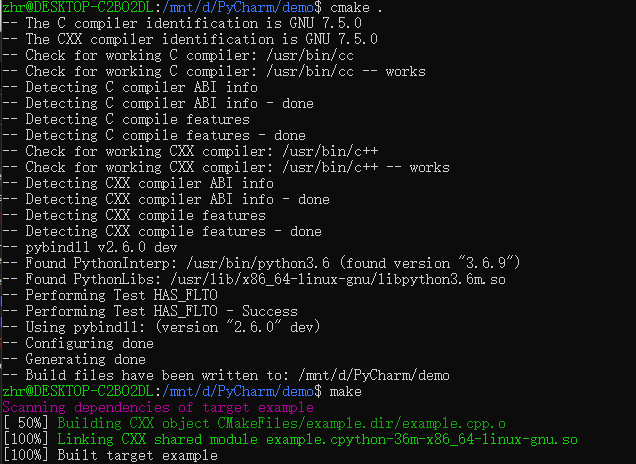 zhr@DESKTOP-C2BO2DL:/mnt/d/PyCharm/demo$ cmake .
-- The C compiler identification is GNU 7.5.0
-- The CXX compiler identification is GNU 7.5.0
-- Check for working C compiler: /usr/bin/cc
-- Check for working C compiler: /usr/bin/cc -- works
-- Detecting C compiler ABI info
-- Detecting C compiler ABI info - done
-- Detecting C compile features
-- Detecting C compile features - done
-- Check for working CXX compiler: /usr/bin/c++
-- Check for working CXX compiler: /usr/bin/c++ -- works
-- Detecting CXX compiler ABI info
-- Detecting CXX compiler ABI info - done
-- Detecting CXX compile features
-- Detecting CXX compile features - done
-- pybind11 v2.6.0 dev
-- Found PythonInterp: /usr/bin/python3.6 (found version "3.6.9")
-- Found PythonLibs: /usr/lib/x86_64-linux-gnu/libpython3.6m.so
-- Performing Test HAS_FLTO
-- Performing Test HAS_FLTO - Success
-- Using pybind11: (version "2.6.0" dev)
-- Configuring done
-- Generating done
-- Build files have been written to: /mnt/d/PyCharm/demo
zhr@DESKTOP-C2BO2DL:/mnt/d/PyCharm/demo$ make
Scanning dependencies of target example
[ 50%] Building CXX object CMakeFiles/example.dir/example.cpp.o
[100%] Linking CXX shared module example.cpython-36m-x86_64-linux-gnu.so
[100%] Built target example